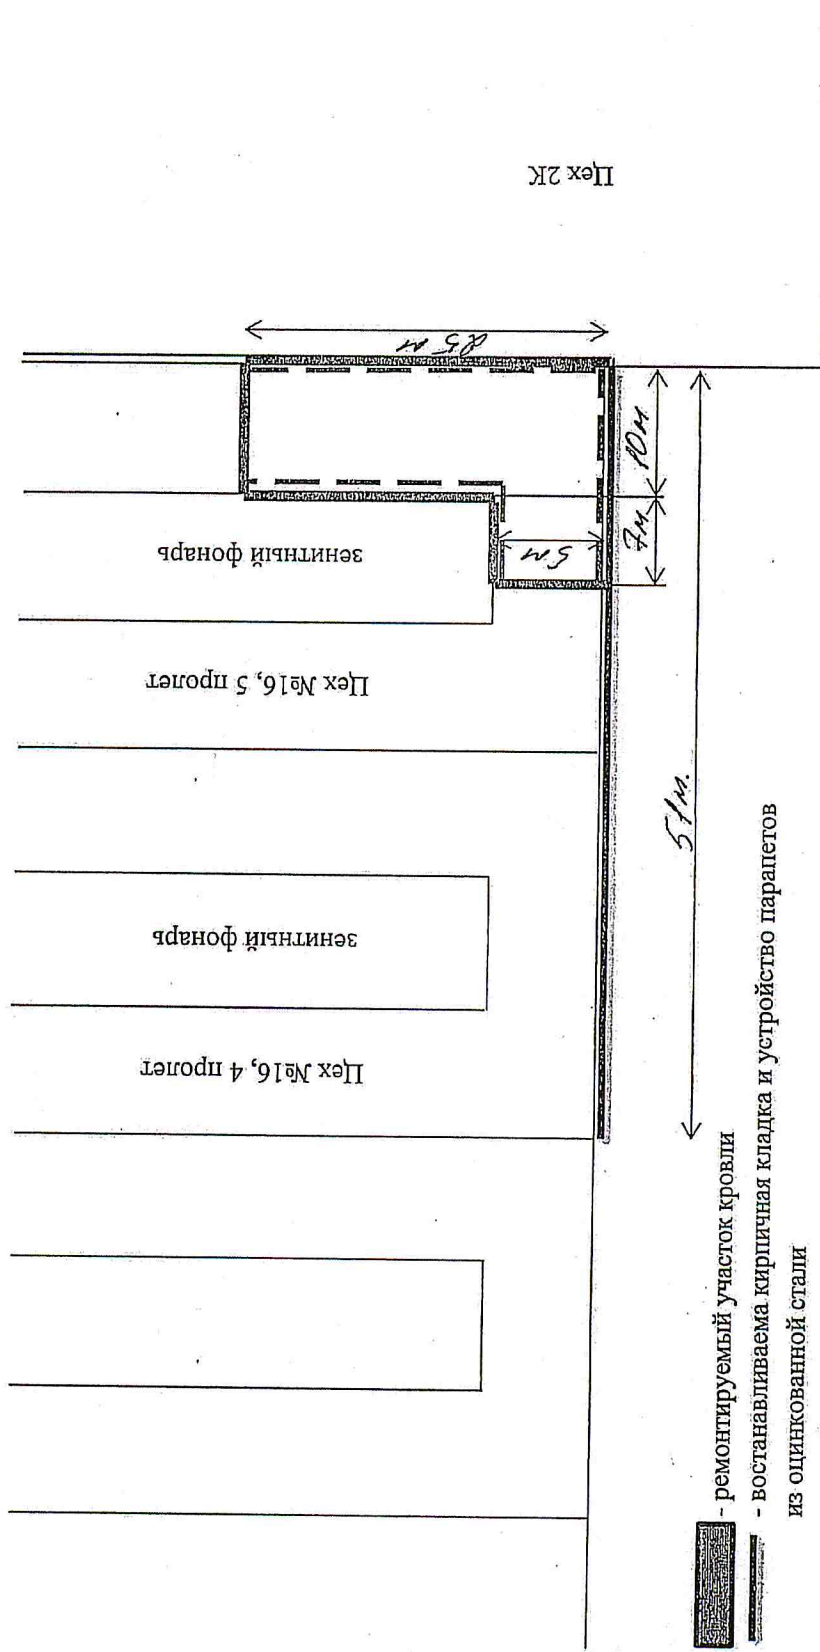 Цех 2К
25 м
10м.
7м
5 м
зенитный фонарь
Цех №16, 5 пролет
51м.
зенитный фонарь
Цех №16, 4 пролет
- ремонтируемый участок кровли
- востанавливаема кирпичная кладка и устройство парапетов
из оцинкованной стали